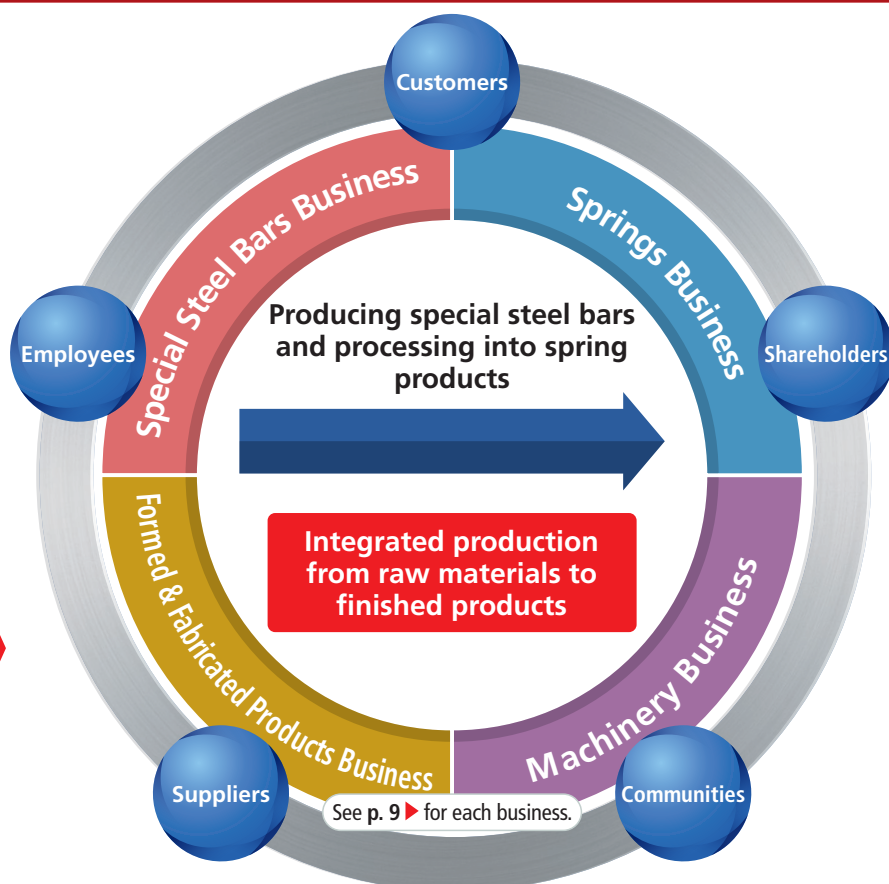 Customers
Special Steel Bars Business
Springs Business
Employees
Shareholders
Producing special steel bars
and processing into spring
products
Integrated production
from raw materials to
finished products
Formed & Fabricated Products Business
Machinery Business
Suppliers
Communities
See p. 9 ▶ for each business.